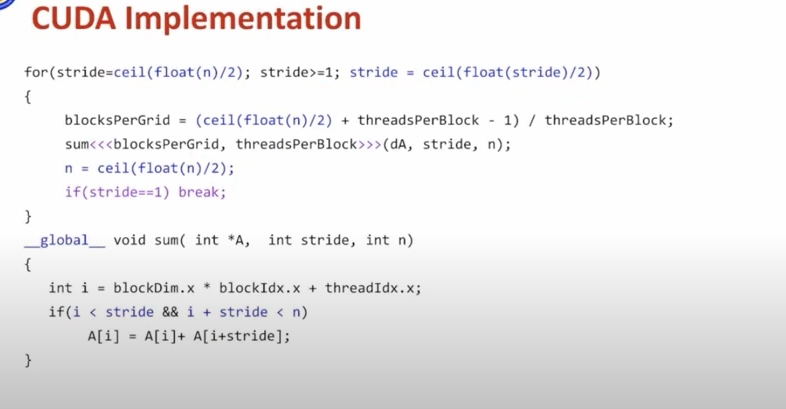 CUDA Implementation
for(stride=ceil(float(n)/2); stride>=1; stride = ceil(float(stride)/2))
{
blocksPerGrid = (ceil(float(n)/2) + threadsPerBlock - 1) / threadsPerBlock;
sum<<<blocksPerGrid, threadsPerBlock>>>(dA, stride, n);
n = ceil(float(n)/2);
if(stride==1) break;
}
__global__ void sum( int *A, int stride, int n)
{
int i = blockDim.x * blockIdx.x + threadIdx.x;
if(i < stride && i + stride < n)
A[i] = A[i]+ A[i+stride];
}